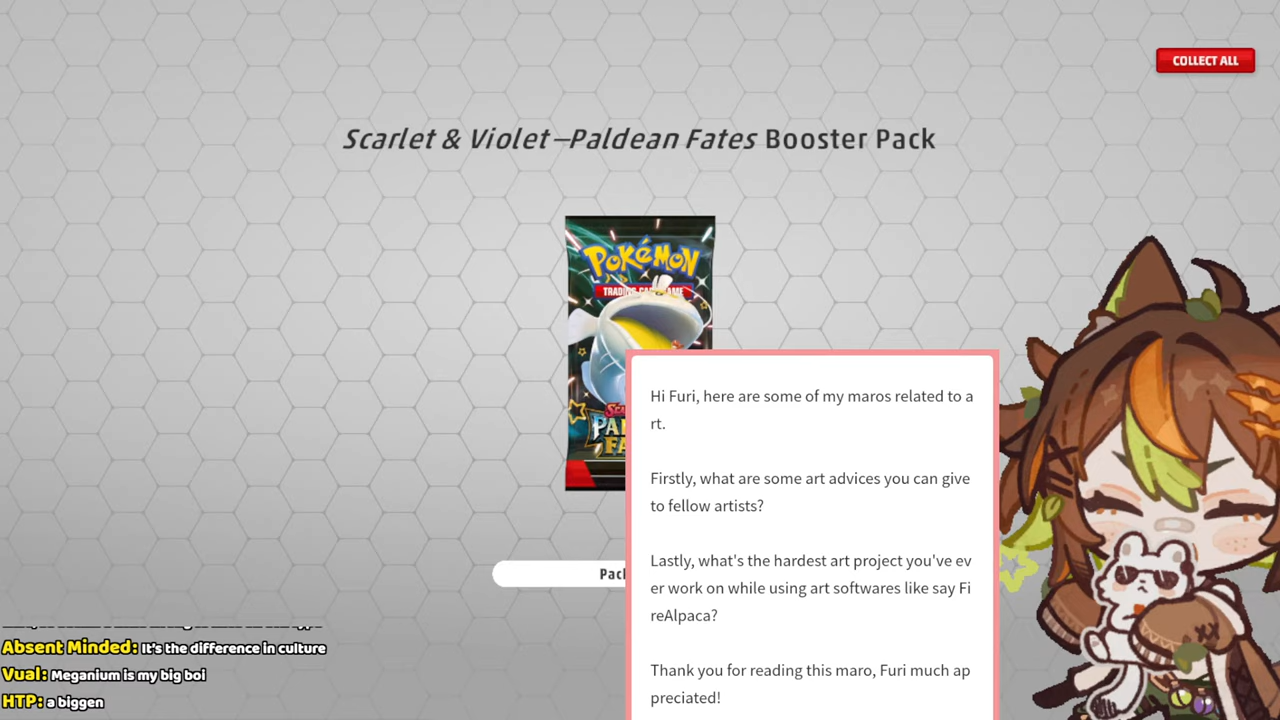 COLLECT ALL
Scarlet & Violet—Paldean Fates Booster Pack
POKéMON
TRADING CARD GAME
Hi Furi, here are some of my maros related to a
rt.
Firstly, what are some art advices you can give
to fellow artists?
Lastly, what's the hardest art project you've ev
er work on while using art softwares like say Fi
reAlpaca?
Thank you for reading this maro, Furi much ap
preciated!
Pac
Absent Minded: It's the difference in culture
Vual: Meganium is my big boi
HTP: a biggen